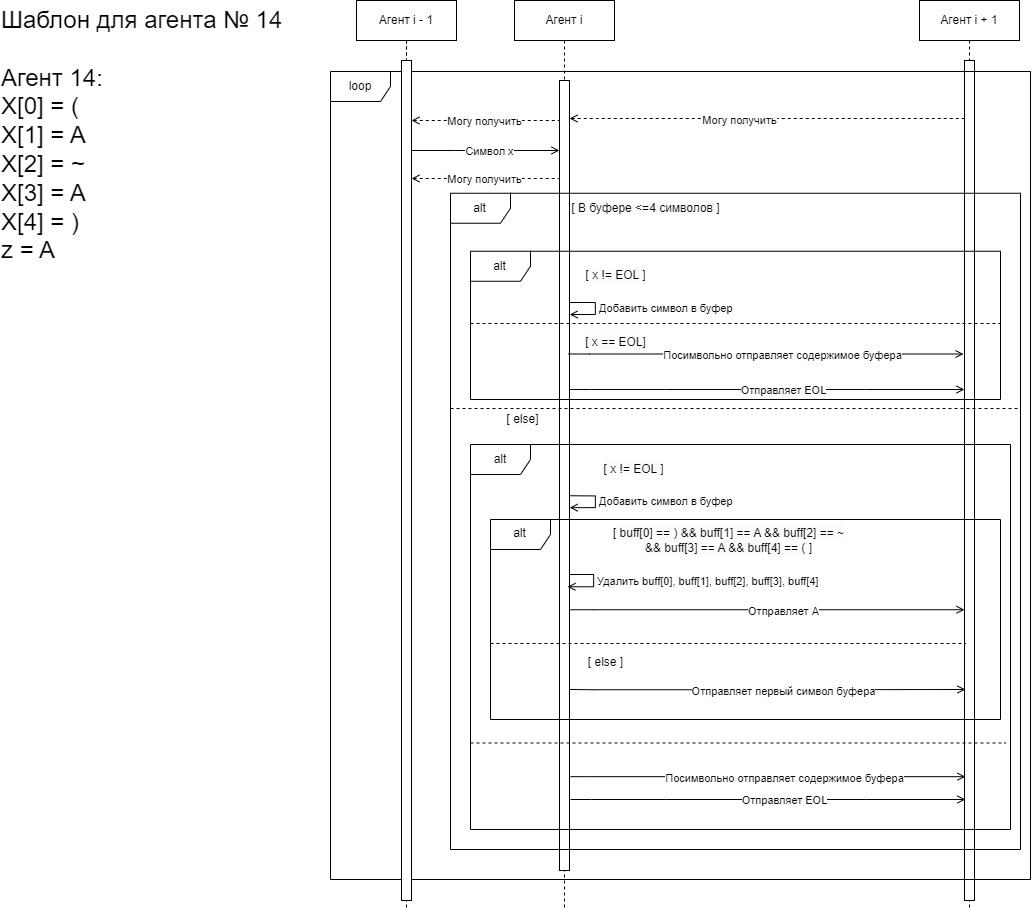 Шаблон для агента № 14
Агент 14:
X[0] = (
X[1] = A
X[2] = ~
X[3] = A
X[4] = )
z = A
Агент i - 1
Агент i
Агент i + 1
loop
Могу получить
Могу получить
Символ x
Могу получить
alt
[ В буфере <=4 символов ]
alt
[ x != EOL ]
Добавить символ в буфер
[ x == EOL]
Посимвольно отправляет содержимое буфера
Отправляет EOL
[ else]
alt
[ x != EOL ]
Добавить символ в буфер
alt
[ buff[0] == ) && buff[1] == A && buff[2] == ~
&& buff[3] == A && buff[4] == ( ]
Удалить buff[0], buff[1], buff[2], buff[3], buff[4]
Отправляет A
[ else ]
Отправляет первый символ буфера
Посимвольно отправляет содержимое буфера
Отправляет EOL